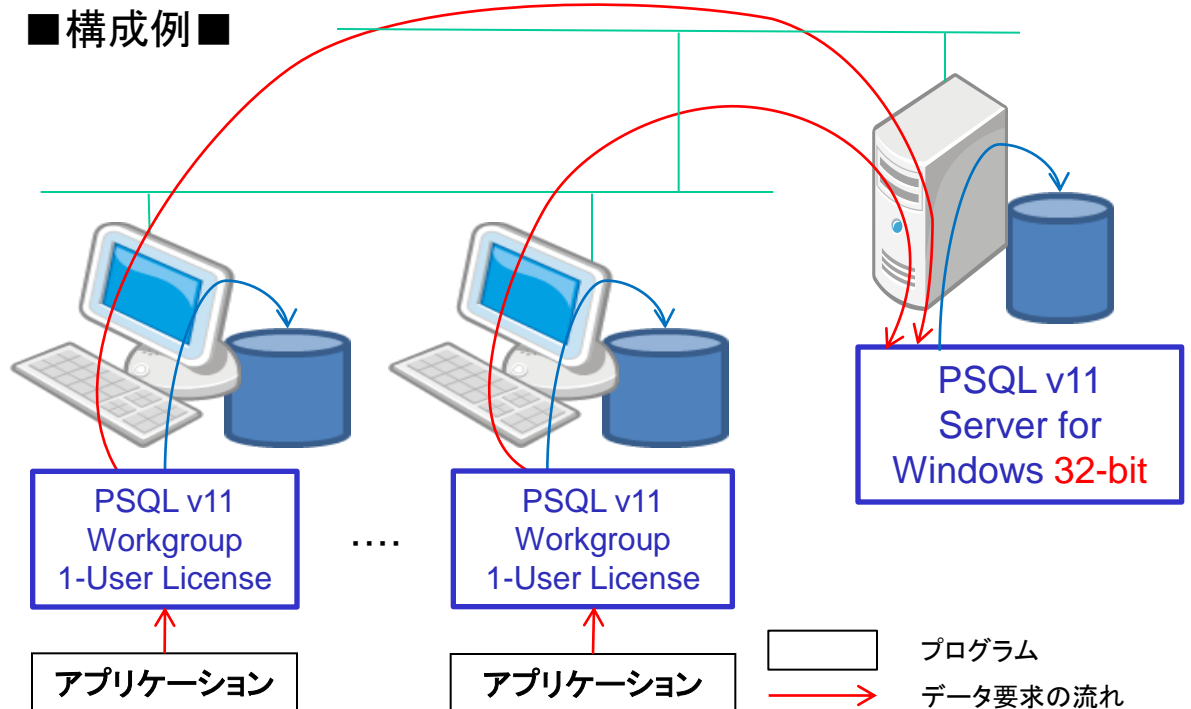 ■構成例■
PSQL v11
Server for
Windows 32-bit
PSQL v11
Workgroup
1-User License
....
PSQL v11
Workgroup
1-User License
アプリケーション
アプリケーション
プログラム
データ要求の流れ